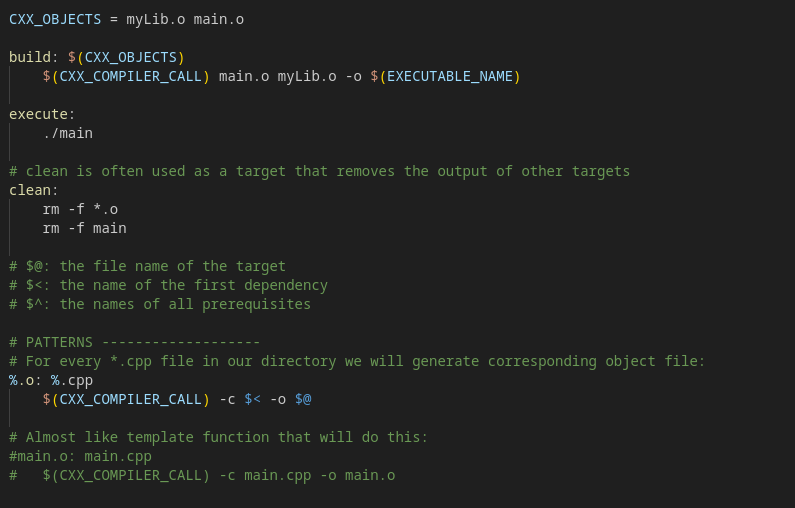 CXX_OBJECTS = myLib.o main.o
build: $(CXX_OBJECTS)
    $(CXX_COMPILER_CALL) main.o myLib.o -o $(EXECUTABLE_NAME)
execute:
    ./main
# clean is often used as a target that removes the output of other targets
clean:
    rm -f *.o
    rm -f main
# $@: the file name of the target
# $<: the name of the first dependency
# $^: the names of all prerequisites
# PATTERNS -------------------
# For every *.cpp file in our directory we will generate corresponding object file:
%.o: %.cpp
    $(CXX_COMPILER_CALL) -c $< -o $@
# Almost like template function that will do this:
#main.o: main.cpp
#   $(CXX_COMPILER_CALL) -c main.cpp -o main.o